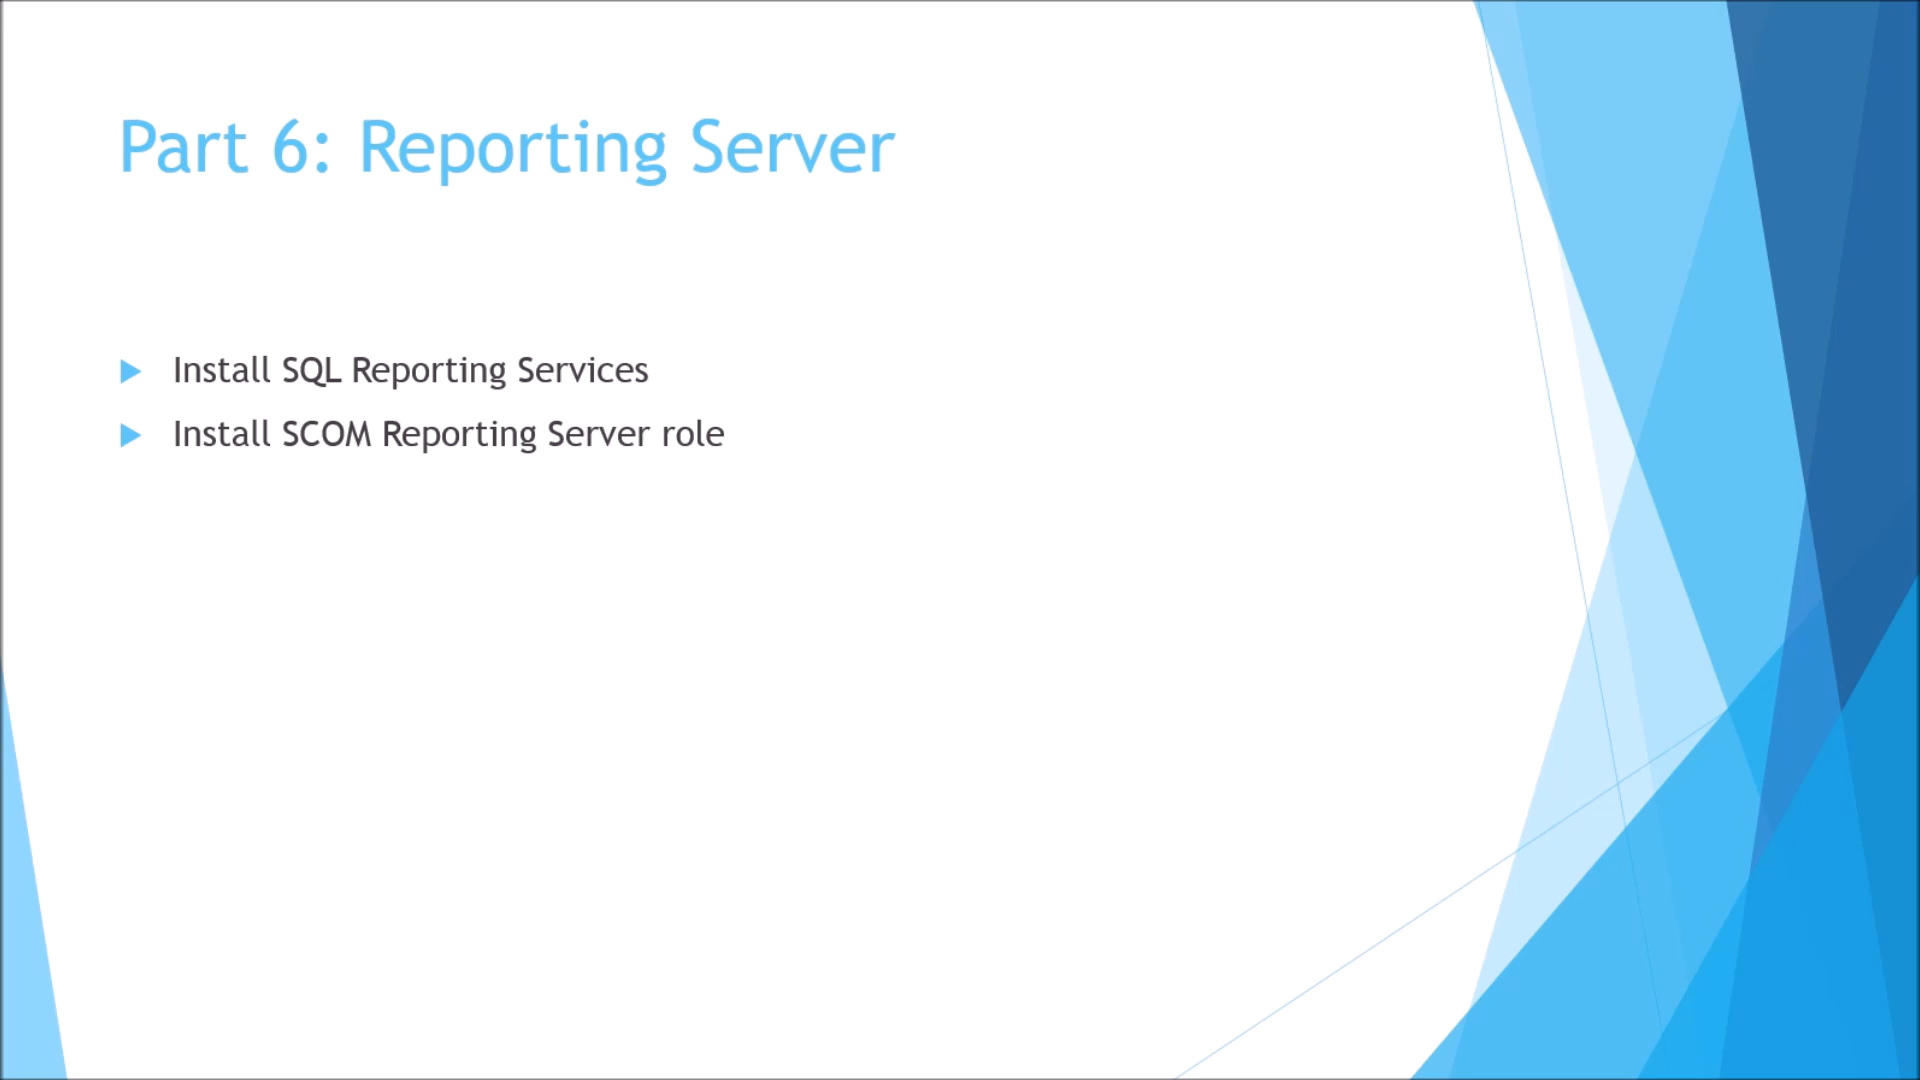 Part 6: Reporting Server
Install SQL Reporting Services
Install SCOM Reporting Server role